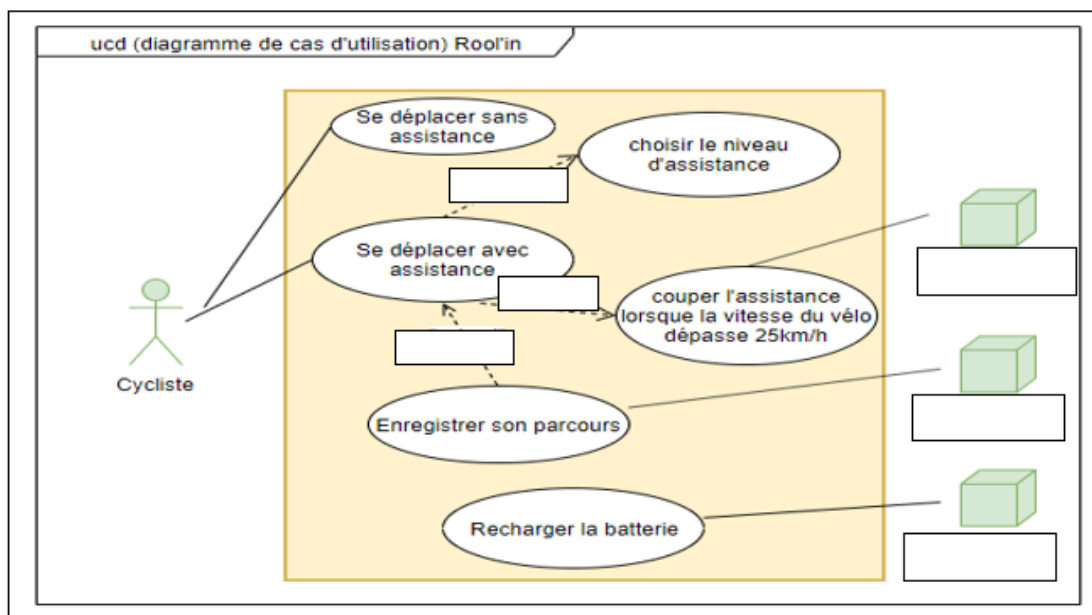 ucd (diagramme de cas d'utilisation) Rool'in
Se déplacer sans
assistance
choisir le niveau
d'assistance
Se déplacer avec
assistance
couper l'assistance
lorsque la vitesse du vélo
dépasse 25km/h
Cycliste
Enregistrer son parcours
Recharger la batterie